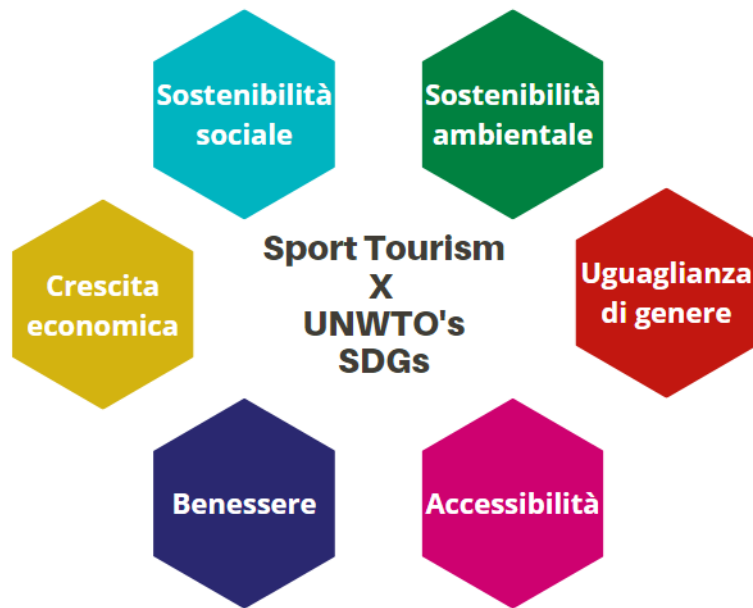 Sostenibilità
sociale
Sostenibilità
ambientale
Crescita
economica
Sport Tourism
X
UNWTO's
SDGs
Uguaglianza
di genere
Benessere
Accessibilità